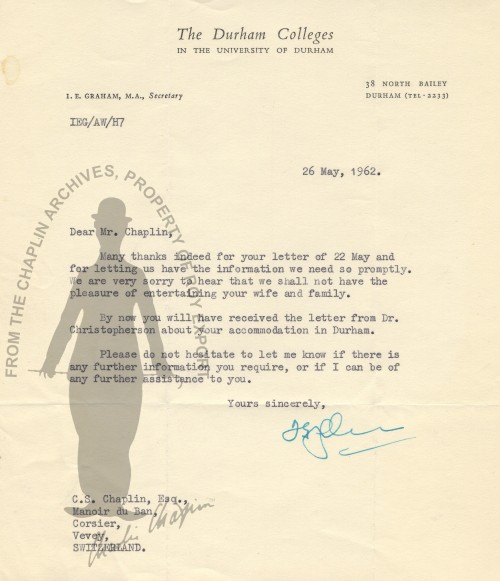 The Durham Colleges
IN THE UNIVERSITY OF DURHAM
I. E. GRAHAM, M.A., Secretary
38 NORTH BAILEY
DURHAM (TEL · 2233)
IEG/AW/H7
26 May, 1962.
Dear Mr. Chaplin,
Many thanks indeed for your letter of 22 May and
for letting us have the information we need so promptly.
We are very sorry to hear that we shall not have the
pleasure of entertaining your wife and family.
By now you will have received the letter from Dr.
Christopherson about your accommodation in Durham.
Please do not hesitate to let me know if there is
any further information you require, or if I can be of
any further assistance to you.
Yours sincerely,
C.S. Chaplin, Esq.,
Manoir du Ban,
Corsier,
Vevey,
SWITZERLAND.
Charlie Chaplin
FROM THE CHAPLIN ARCHIVES, PROPERTY OF ROY EXPORT